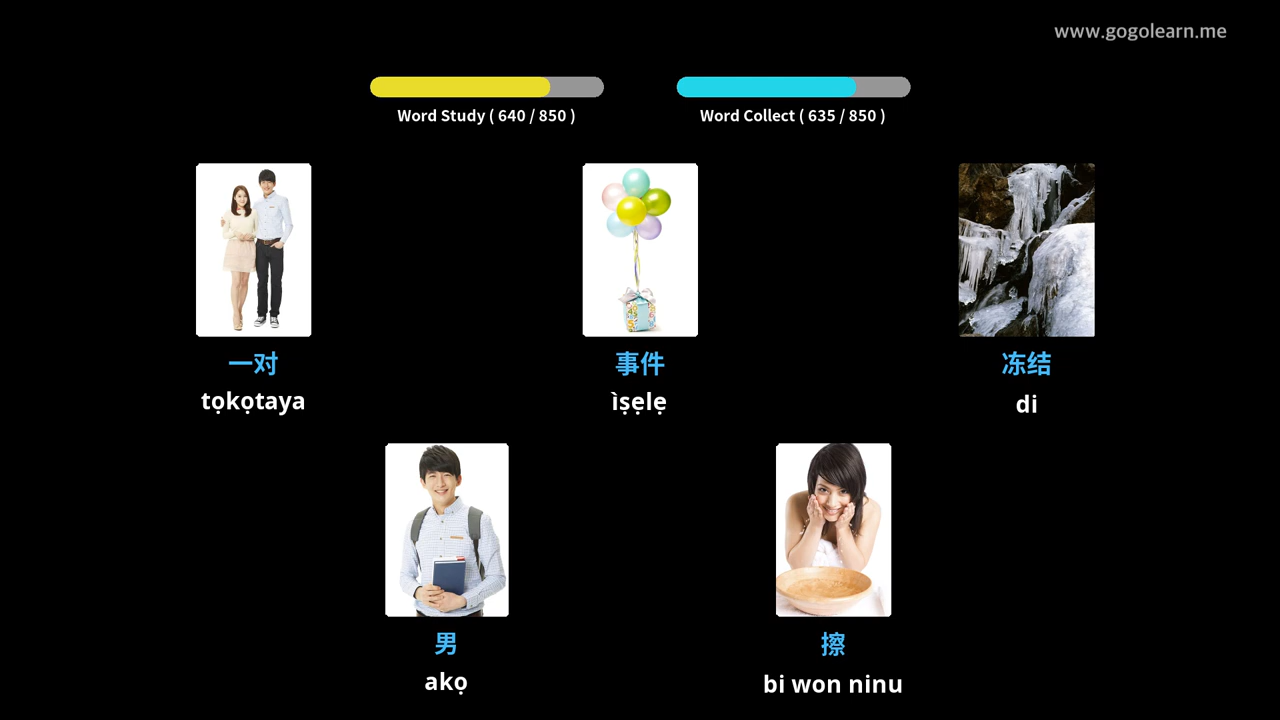 www.gogolearn.me
Word Study ( 640 / 850 )
Word Collect ( 635 / 850 )
一对
tọkọtaya
事件
ìṣẹlẹ
冻结
di
男
akọ
擦
bi won ninu